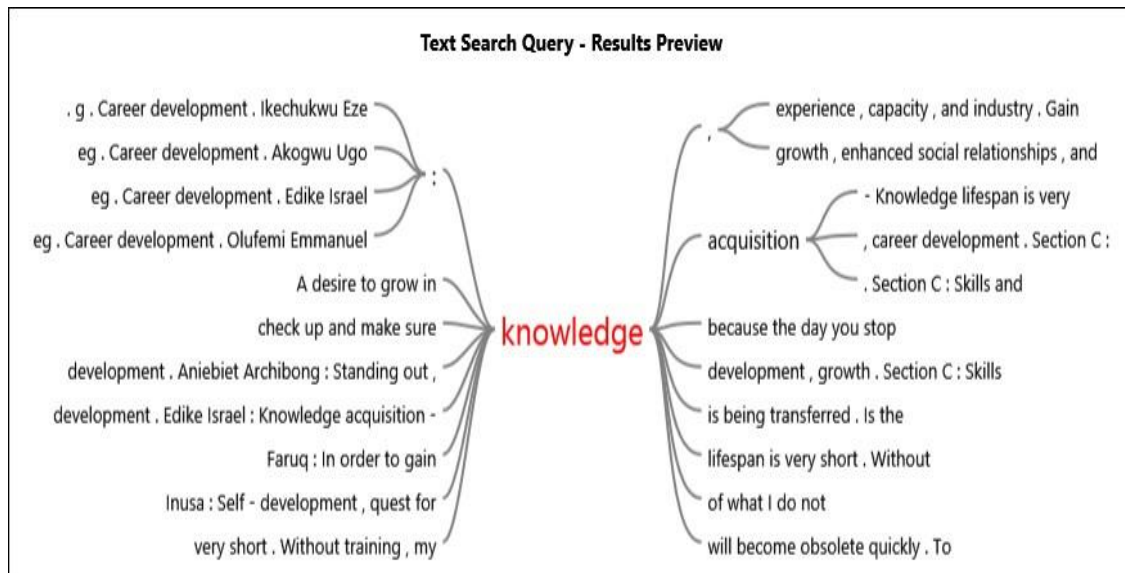 Text Search Query - Results Preview
. g . Career development . Ikechukwu Eze
eg . Career development . Akogwu Ugo
eg . Career development . Edike Israel
eg . Career development . Olufemi Emmanuel
:
A desire to grow in
check up and make sure
development . Aniebiet Archibong : Standing out ,
development . Edike Israel : Knowledge acquisition -
Faruq : In order to gain
Inusa : Self - development , quest for
very short . Without training , my
knowledge
,
experience , capacity , and industry . Gain
growth , enhanced social relationships , and
acquisition
- Knowledge lifespan is very
, career development . Section C :
. Section C : Skills and
because the day you stop
development , growth . Section C : Skills
is being transferred . Is the
lifespan is very short . Without
of what I do not
will become obsolete quickly . To